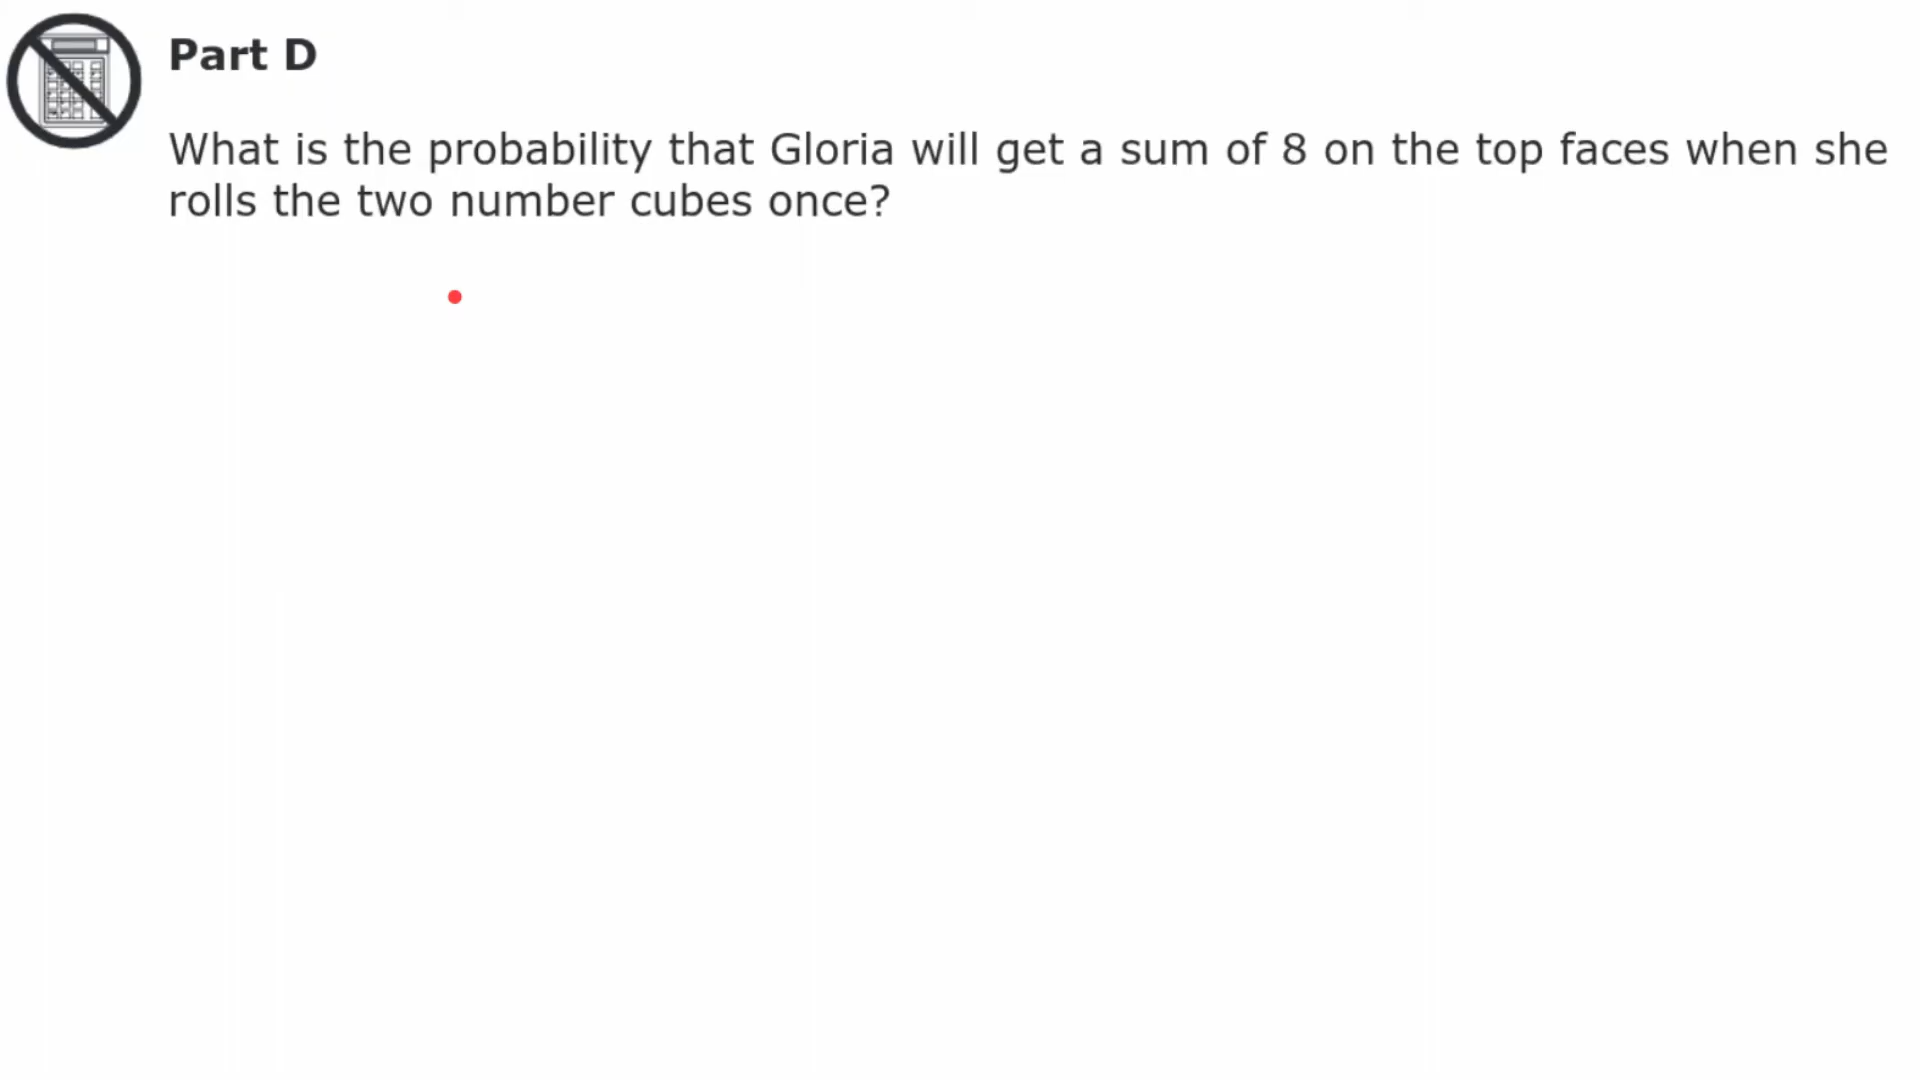 Part D
What is the probability that Gloria will get a sum of 8 on the top faces when she
rolls the two number cubes once?